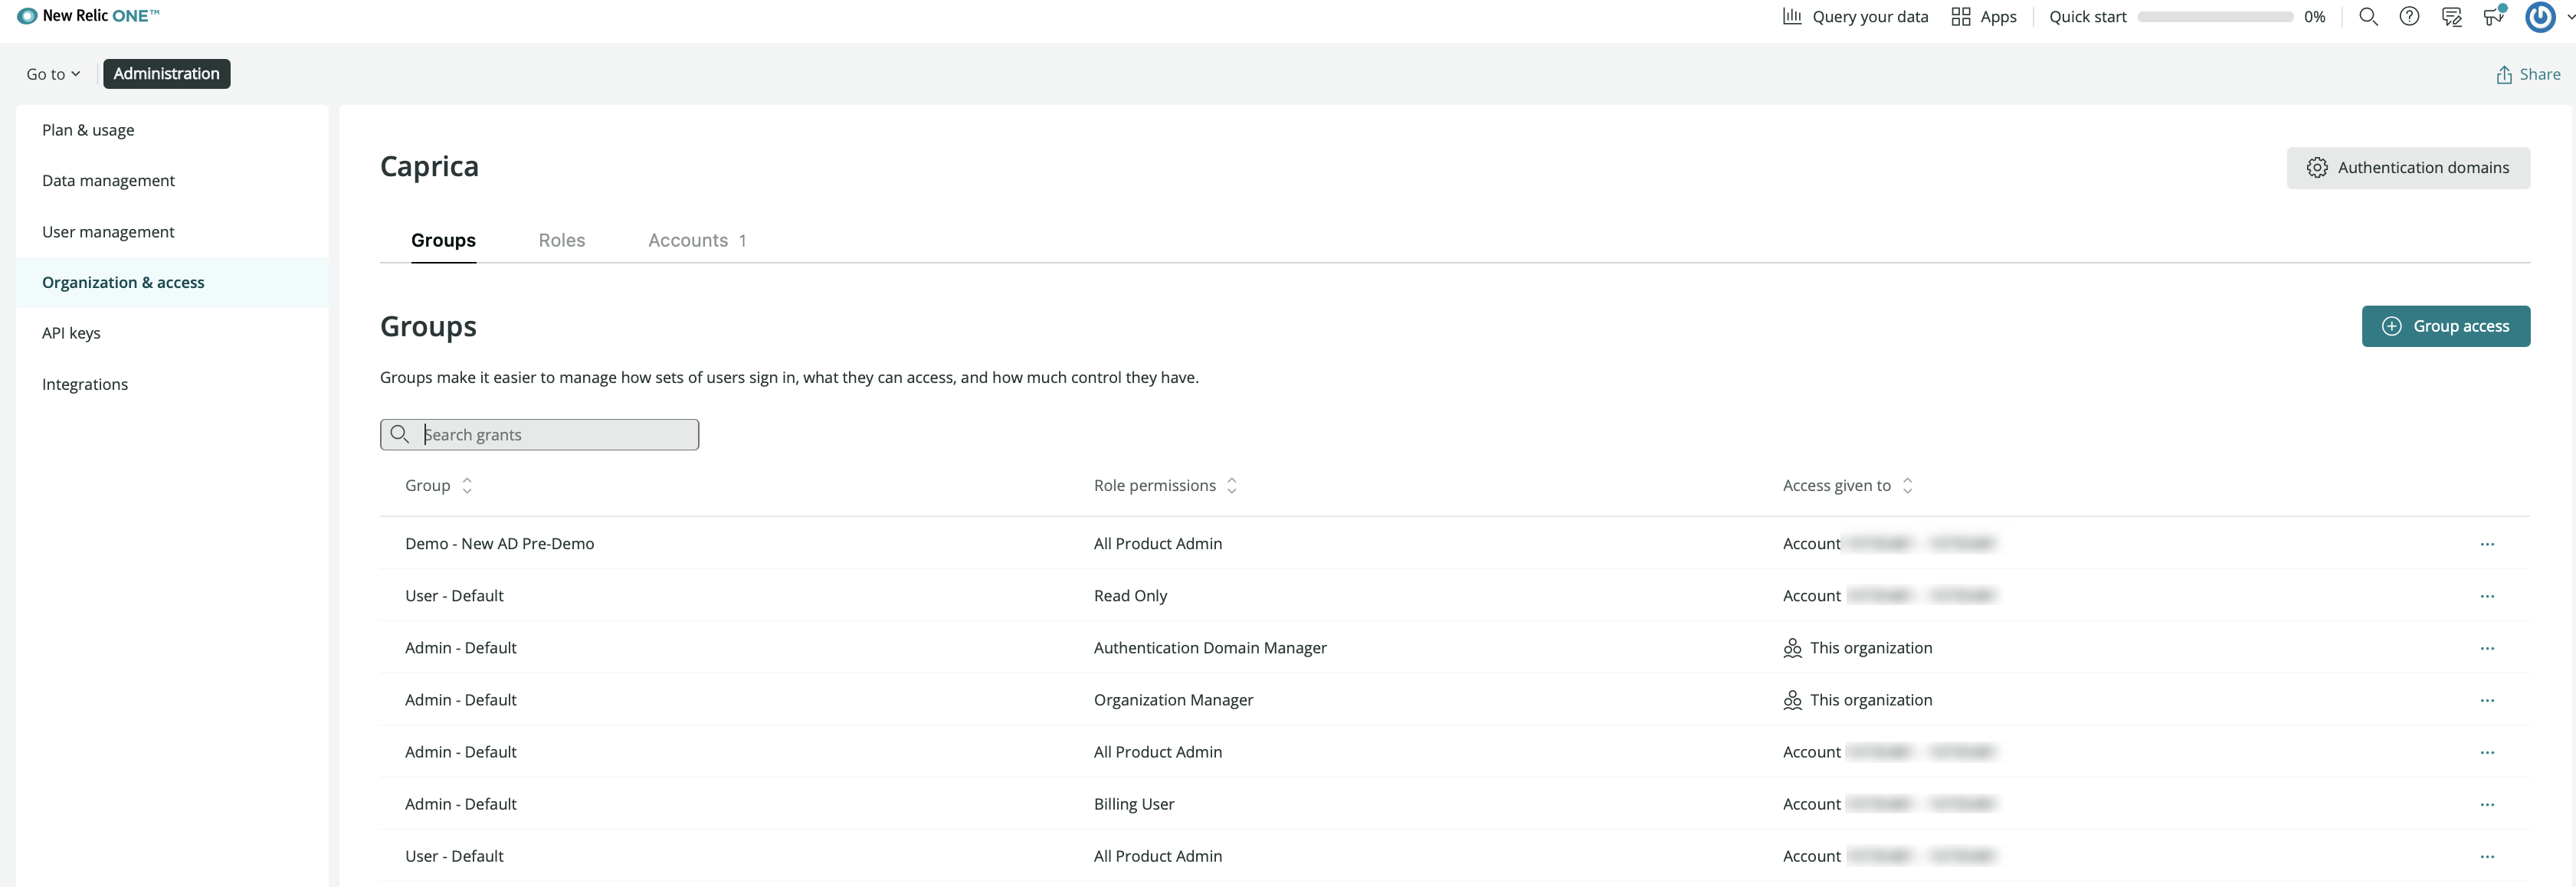 New Relic ONE™
Query your data Apps Quick start 0%
Go to Administration Share
Plan & usage
Data management
User management
Organization & access
API keys
Integrations
Caprica
Authentication domains
Groups Roles Accounts 1
Groups
Group access
Groups make it easier to manage how sets of users sign in, what they can access, and how much control they have.
Search grants
Group Role permissions Access given to
Demo - New AD Pre-Demo All Product Admin Account
User - Default Read Only Account
Admin - Default Authentication Domain Manager This organization
Admin - Default Organization Manager This organization
Admin - Default All Product Admin Account
Admin - Default Billing User Account
User - Default All Product Admin Account